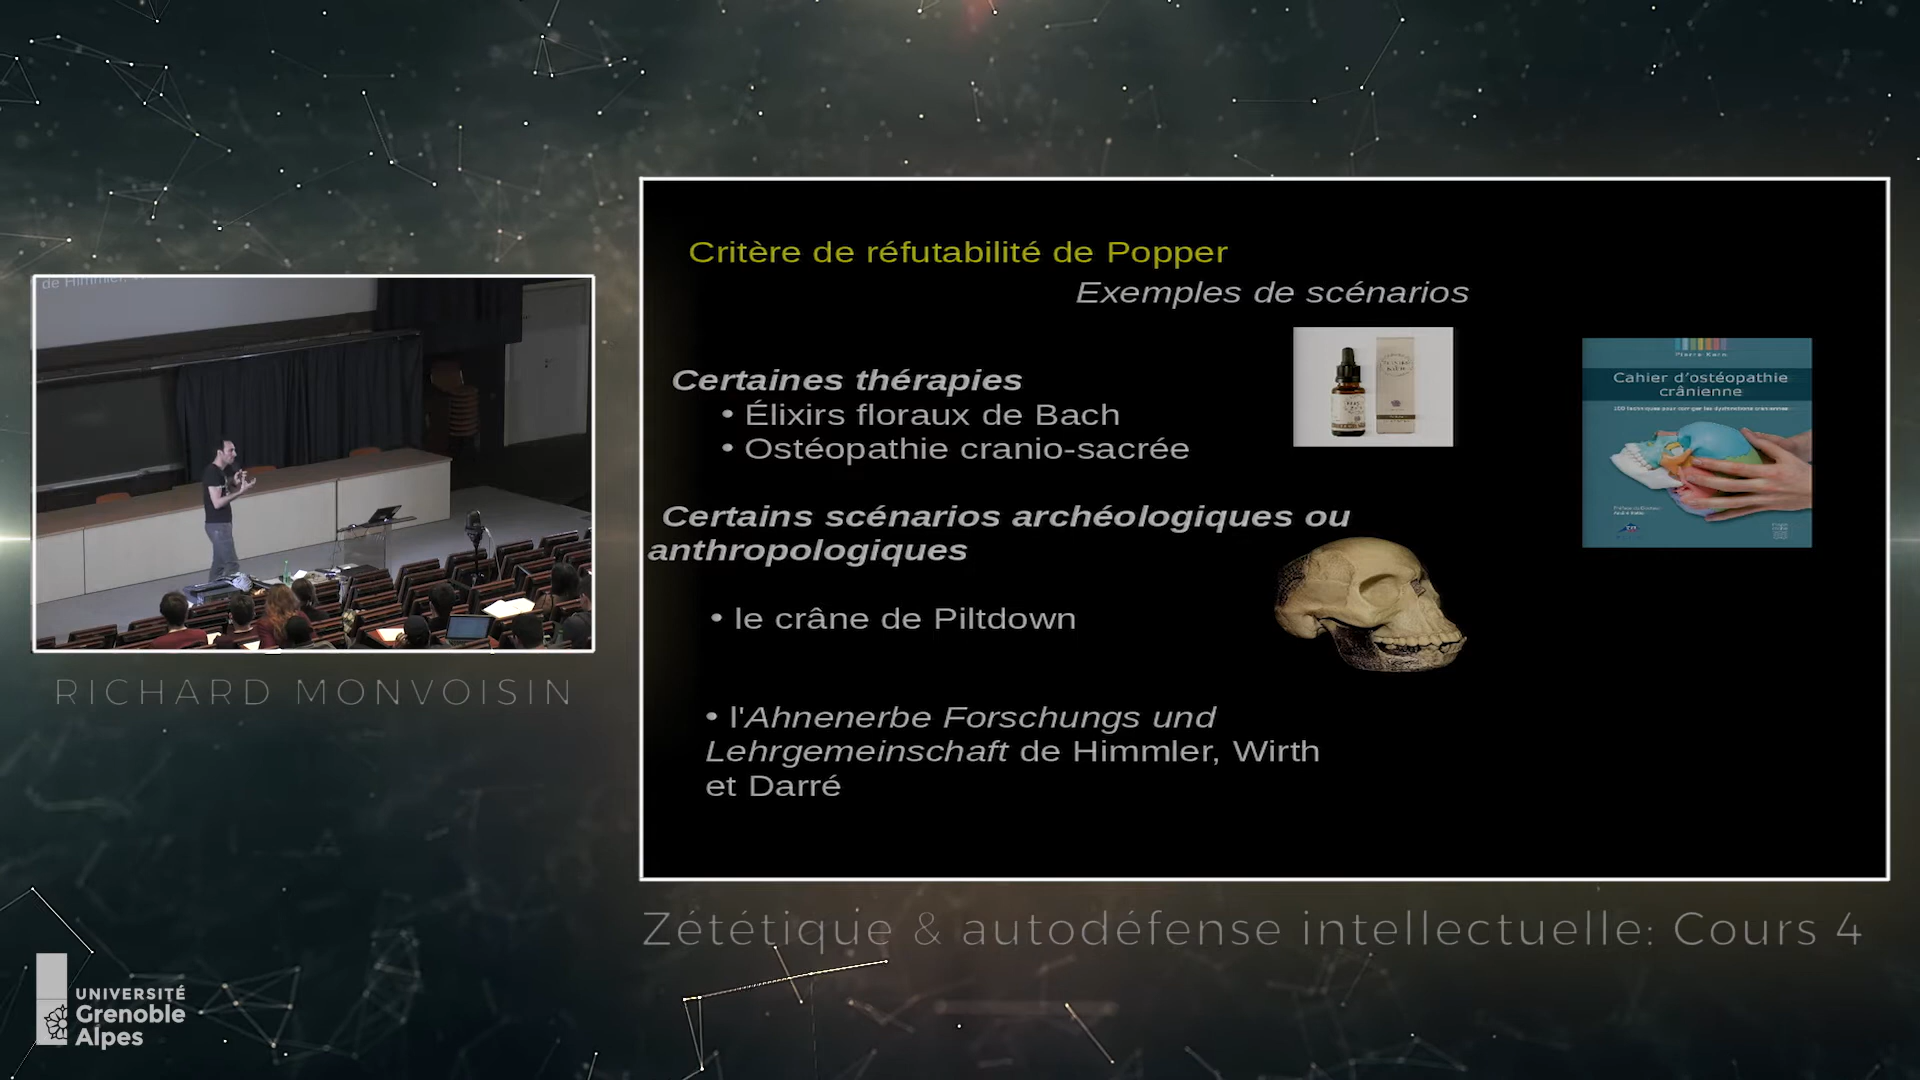 de Himmler,
RICHARD MONVOISIN
Critère de réfutabilité de Popper
Exemples de scénarios
Certaines thérapies
• Élixirs floraux de Bach
• Ostéopathie cranio-sacrée
Certains scénarios archéologiques ou
anthropologiques
• le crâne de Piltdown
• l'Ahnenerbe Forschungs und
Lehrgemeinschaft de Himmler, Wirth
et Darré
Pierre Kern
Cahier d'ostéopathie
crânienne
Zététique & autodéfense intellectuelle: Cours 4
UNIVERSITÉ
Grenoble
Alpes